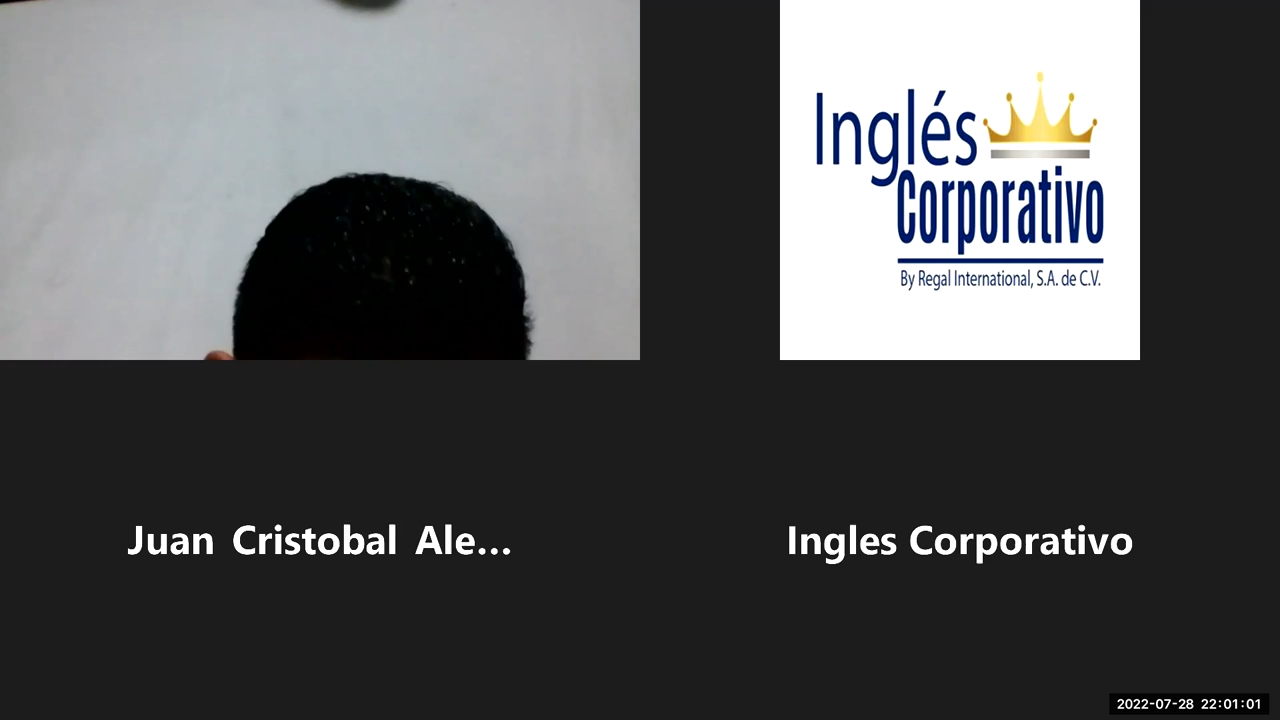 Inglés
Corporativo
By Regal International, S.A. de C.V.
Juan Cristobal Ale...
Ingles Corporativo
2022-07-28 22:01:01